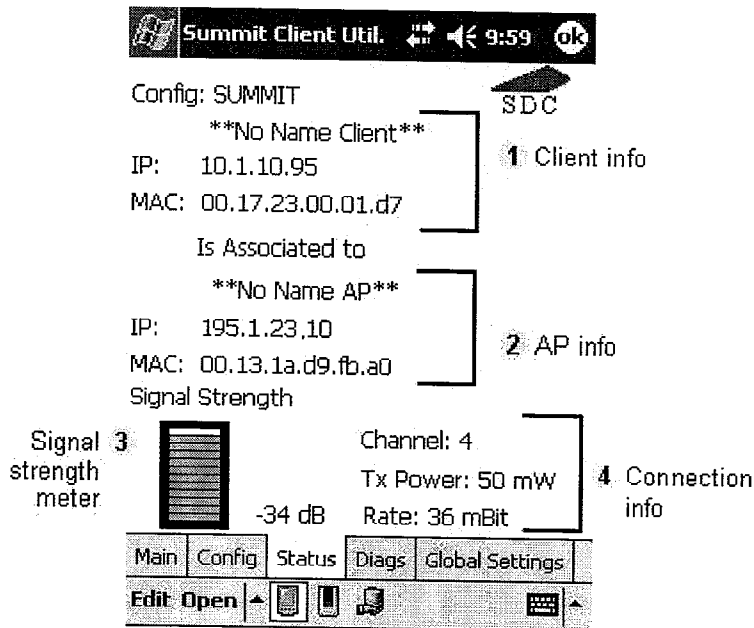 Summit Client Util. 9:59 ok
SDC
Config: SUMMIT
**No Name Client**
IP: 10.1.10.95
MAC: 00.17.23.00.01.d7
1 Client info
Is Associated to
**No Name AP**
IP: 195.1.23,10
MAC: 00.13.1a.d9.fb.a0
2 AP info
Signal Strength
Signal 3
strength
meter
-34 dB
Channel: 4
Tx Power: 50 mW
Rate: 36 mBit
4 Connection
info
Main Config Status Diags Global Settings
Edit Open